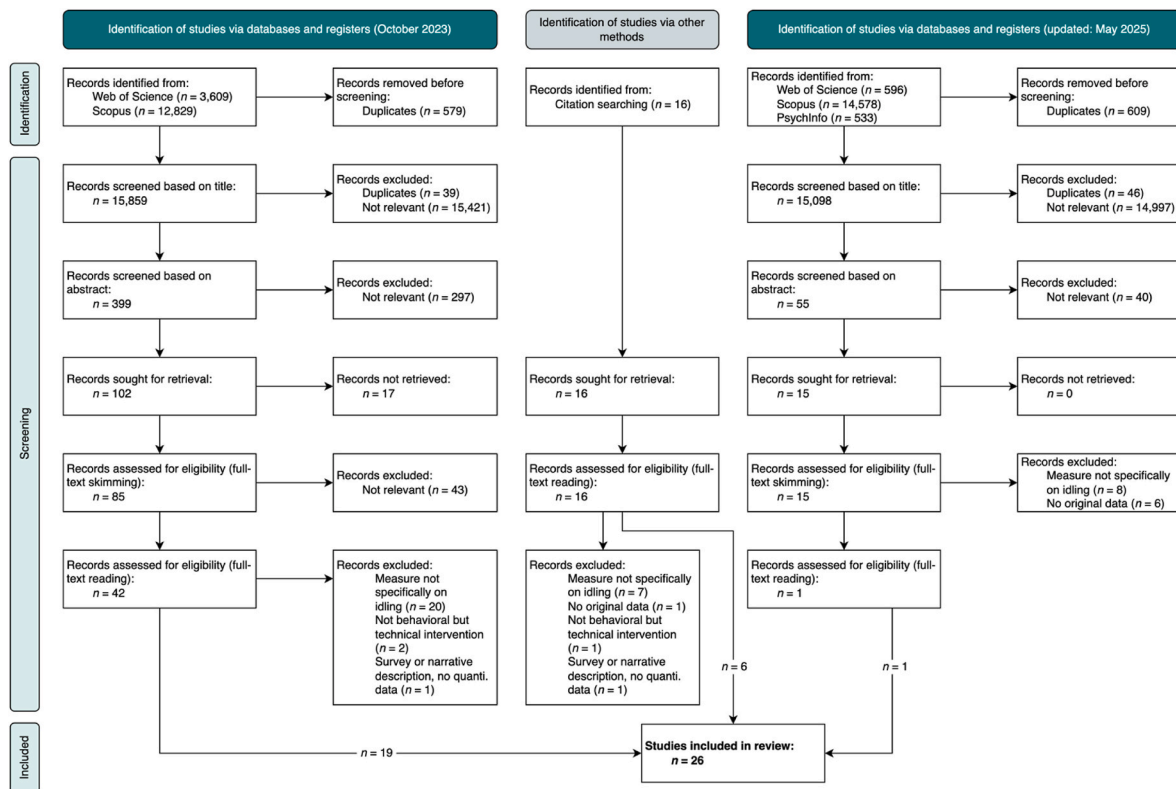 Identification of studies via databases and registers (October 2023)
Identification of studies via other
methods
Identification of studies via databases and registers (updated: May 2025)
Identification
Records identified from:
Web of Science (n = 3,609)
Scopus (n = 12,829)
Records removed before
screening:
Duplicates (n = 579)
Records identified from:
Citation searching (n = 16)
Records identified from:
Web of Science (n = 596)
Scopus (n = 14,578)
PsychInfo (n = 533)
Records removed before
screening:
Duplicates (n = 609)
Screening
Records screened based on title:
n = 15,859
Records excluded:
Duplicates (n = 39)
Not relevant (n = 15,421)
Records screened based on title:
n = 15,098
Records excluded:
Duplicates (n = 46)
Not relevant (n = 14,997)
Records screened based on
abstract:
n = 399
Records excluded:
Not relevant (n = 297)
Records screened based on
abstract:
n = 55
Records excluded:
Not relevant (n = 40)
Records sought for retrieval:
n = 102
Records not retrieved:
n = 17
Records sought for retrieval:
n = 16
Records sought for retrieval:
n = 15
Records not retrieved:
n = 0
Records assessed for eligibility (full-
text skimming):
n = 85
Records excluded:
Not relevant (n = 43)
Records assessed for eligibility (full-
text reading):
n = 16
Records assessed for eligibility (full-
text skimming):
n = 15
Records excluded:
Measure not specifically
on idling (n = 8)
No original data (n = 6)
Records assessed for eligibility (full-
text reading):
n = 42
Records excluded:
Measure not
specifically on
idling (n = 20)
Not behavioral but
technical intervention
(n = 2)
Survey or narrative
description, no quanti.
data (n = 1)
Records excluded:
Measure not specifically
on idling (n = 7)
No original data (n = 1)
Not behavioral but
technical intervention
(n = 1)
Survey or narrative
description, no quanti.
data (n = 1)
Records assessed for eligibility (full-
text reading):
n = 1
n = 6
n = 1
Included
n = 19
Studies included in review:
n = 26